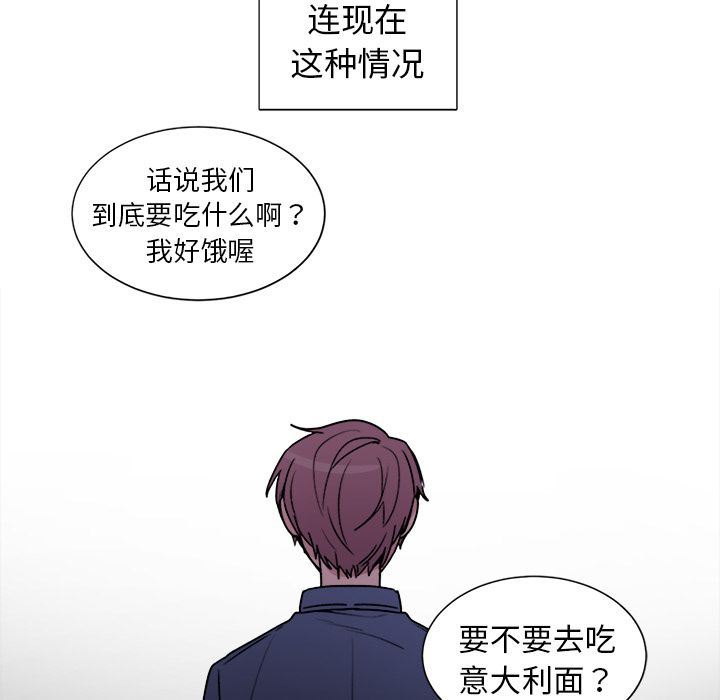 连现在
这种情况
话说我们
到底要吃什么啊？
我好饿喔
要不要去吃
意大利面？